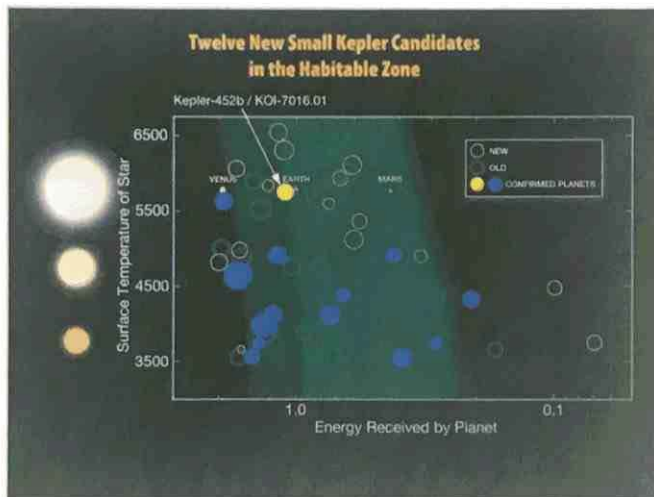 Twelve New Small Kepler Candidates
in the Habitable Zone
Kepler-452b / KOI-7016.01
6500
5500
4500
3500
Surface Temperature of Star
VENUS
EARTH
MARS
NEW
OLD
CONFIRMED PLANETS
1.0
0.1
Energy Received by Planet